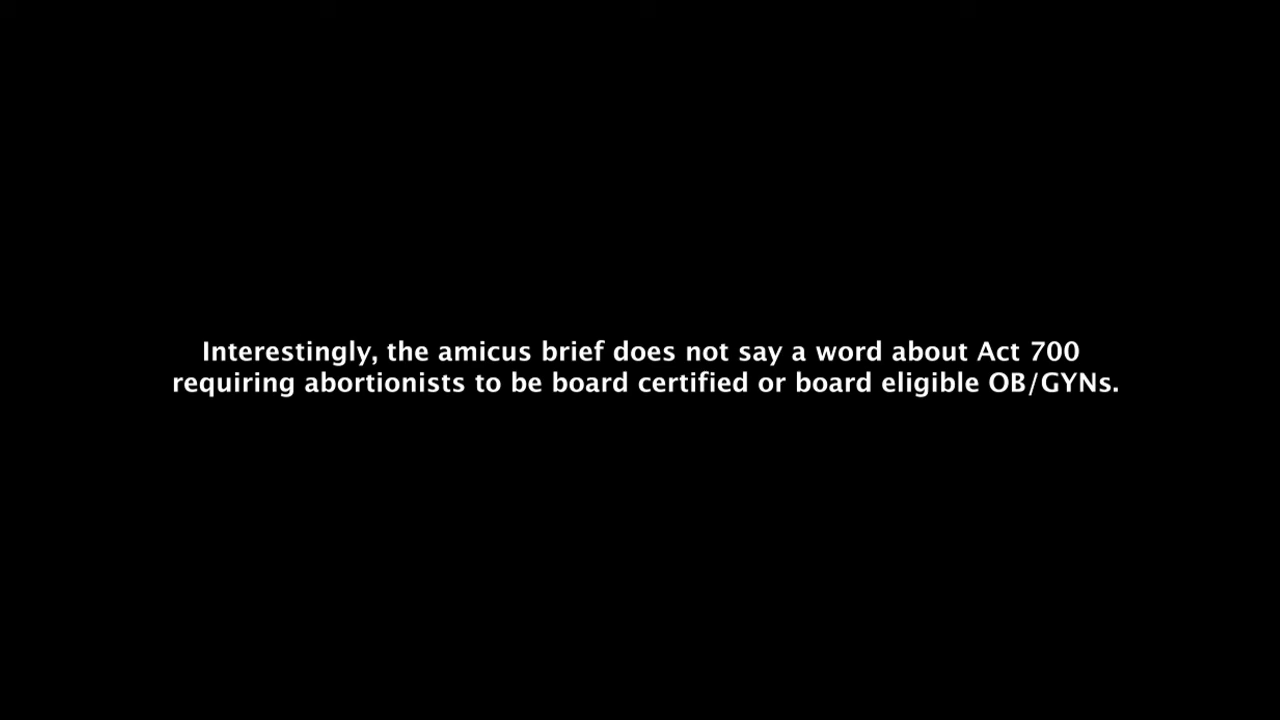 Interestingly, the amicus brief does not say a word about Act 700
requiring abortionists to be board certified or board eligible OB/GYNs.